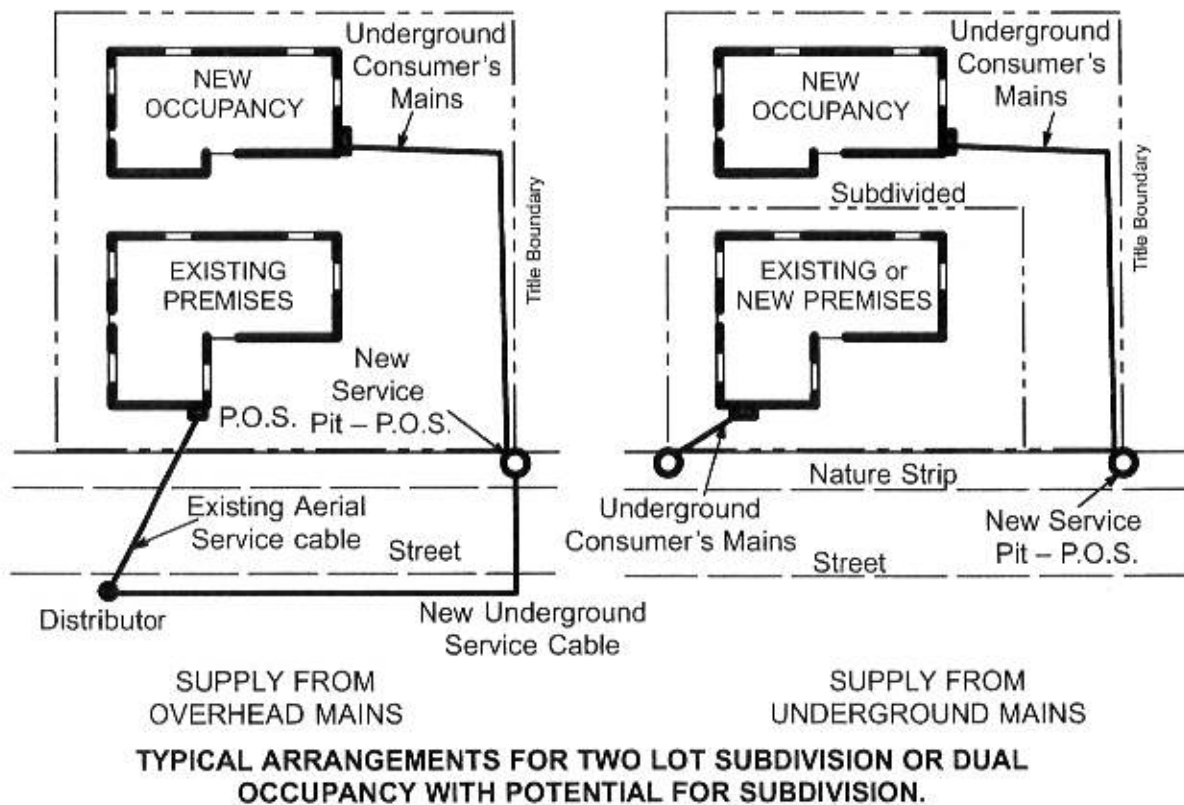 NEW
OCCUPANCY
Underground
Consumer's
Mains
Title Boundary
EXISTING
PREMISES
New
Service
Pit – P.O.S.
P.O.S.
Existing Aerial
Service cable
Street
Distributor
New Underground
Service Cable
SUPPLY FROM
OVERHEAD MAINS
NEW
OCCUPANCY
Underground
Consumer's
Mains
Subdivided
Title Boundary
EXISTING or
NEW PREMISES
Nature Strip
Underground
Consumer's Mains
New Service
Pit – P.O.S.
Street
SUPPLY FROM
UNDERGROUND MAINS
TYPICAL ARRANGEMENTS FOR TWO LOT SUBDIVISION OR DUAL
OCCUPANCY WITH POTENTIAL FOR SUBDIVISION.